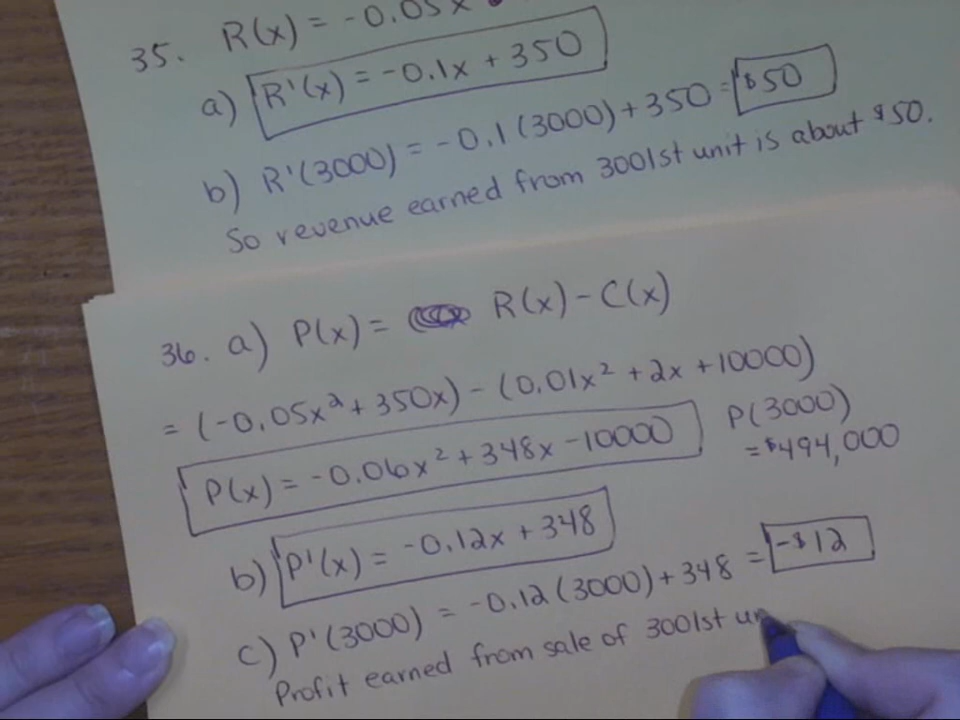 35. R(x) = -0.05x
a) R'(x) = -0.1x + 350
b) R'(3000) = -0.1(3000) + 350 = $50
So revenue earned from 3001st unit is about $50.
36. a) P(x) = R(x) - C(x)
= (-0.05x² + 350x) - (0.01x² + 2x + 10000)
P(x) = -0.06x² + 348x - 10000
P(3000)
= $494,000
b) P'(x) = -0.12x + 348
c) P'(3000) = -0.12(3000) + 348 = -$12
Profit earned from sale of 3001st un